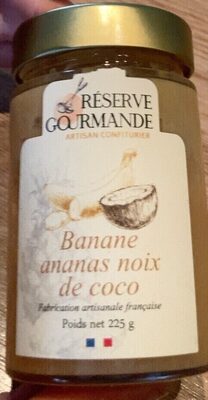 RÉSERVE
GOURMANDE
ARTISAN CONFITURIER
Banane
ananas noix
de coco
Fabrication artisanale française
Poids net 225 g